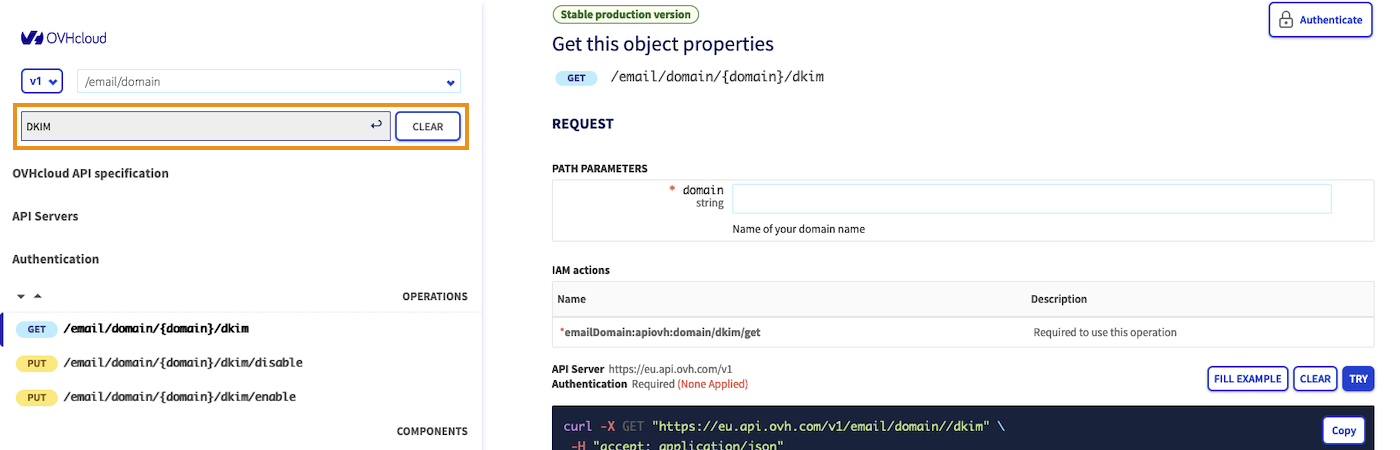 OVHcloud
v1
/email/domain
DKIM
CLEAR
OVHcloud API specification
API Servers
Authentication
OPERATIONS
GET /email/domain/{domain}/dkim
PUT /email/domain/{domain}/dkim/disable
PUT /email/domain/{domain}/dkim/enable
COMPONENTS
Stable production version
Authenticate
Get this object properties
GET /email/domain/{domain}/dkim
REQUEST
PATH PARAMETERS
* domain
string
Name of your domain name
IAM actions
Name Description
*emailDomain:apiovh:domain/dkim/get Required to use this operation
API Server https://eu.api.ovh.com/v1
Authentication Required (None Applied)
FILL EXAMPLE CLEAR TRY
curl -X GET "https://eu.api.ovh.com/v1/email/domain//dkim" \
Copy
-H "accept: application/json"